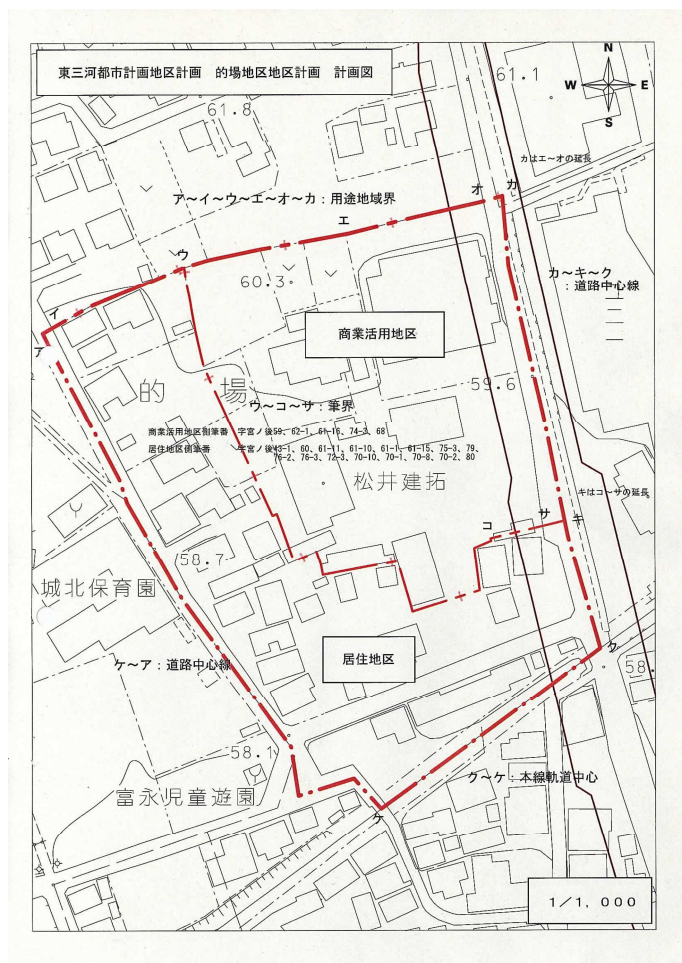 東三河都市計画地区計画 的場地区地区計画 計画図
61.1
N
W E
S
61.8
カはエ～オの延長
ア～イ～ウ～エ～オ～カ：用途地域界
オ カ
エ
ウ
カ～キ～ク
：道路中心線
60.3
イ
商業活用地区
ア
59.6
的場
ウ～コ～サ：筆界
商業活用地区側筆番 字宮ノ後59、62-1、61-16、74-3、68
居住地区側筆番 字宮ノ後43-1、60、61-11、61-10、61-1、61-15、75-3、79、
76-2、76-3、72-3、70-10、70-1、70-8、70-2、80
松井建拓
キはコ～サの延長
コ サ キ
58.7
城北保育園
居住地区
ク
ケ～ア：道路中心線
58.
58.1
ク～ケ：本線軌道中心
富永児童遊園
ケ
1/1,000